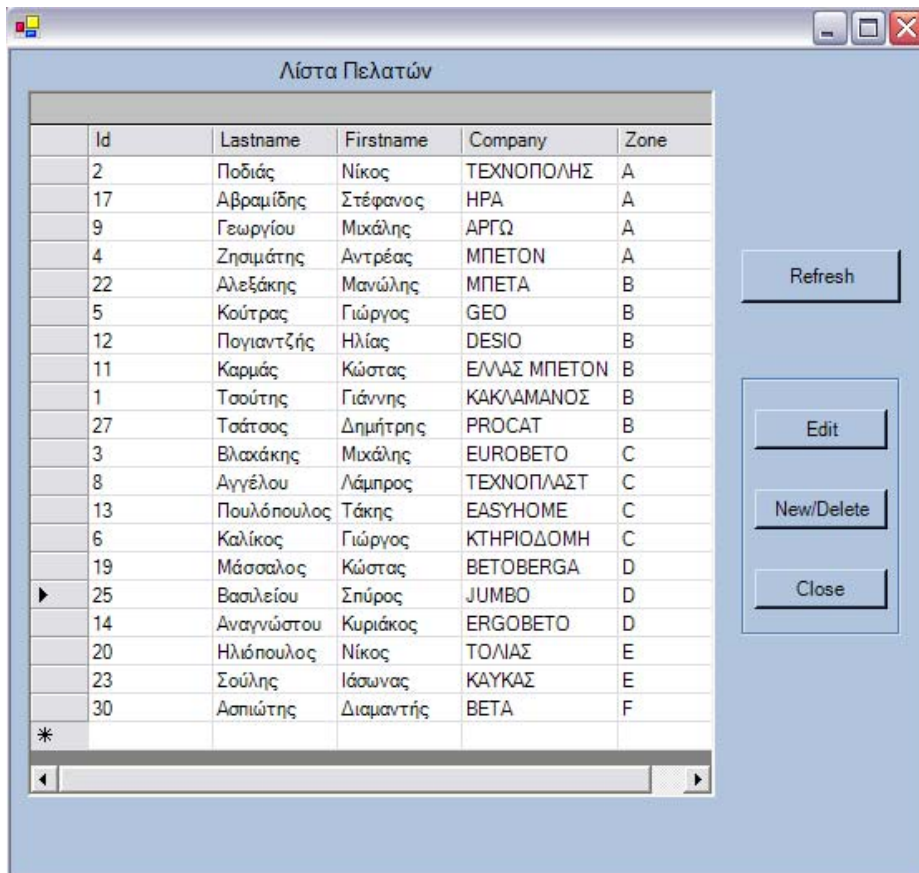 Λίστα Πελατών
Id Lastname Firstname Company Zone
2 Ποδιάς Νίκος ΤΕΧΝΟΠΟΛΗΣ A
17 Αβραμίδης Στέφανος ΗΡΑ A
9 Γεωργίου Μιχάλης ΑΡΓΩ A
4 Ζησιμάτης Αντρέας ΜΠΕΤΟΝ A
22 Αλεξάκης Μανώλης ΜΠΕΤΑ B
5 Κούτρας Γιώργος GEO B
12 Πογιαντζής Ηλίας DESIO B
11 Καρμάς Κώστας ΕΛΛΑΣ ΜΠΕΤΟΝ B
1 Τσούτης Γιάννης ΚΑΚΛΑΜΑΝΟΣ B
27 Τσάτσος Δημήτρης PROCAT B
3 Βλαχάκης Μιχάλης EUROBETO C
8 Αγγέλου Λάμπρος ΤΕΧΝΟΠΛΑΣΤ C
13 Πουλόπουλος Τάκης EASYHOME C
6 Καλίκος Γιώργος ΚΤΗΡΙΟΔΟΜΗ C
19 Μάσσαλος Κώστας BETOBERGA D
25 Βασιλείου Σπύρος JUMBO D
14 Αναγνώστου Κυριάκος ERGOBETO D
20 Ηλιόπουλος Νίκος ΤΟΛΙΑΣ E
23 Σούλης Ιάσωνας ΚΑΥΚΑΣ E
30 Ασπιώτης Διαμαντής BETA F
Refresh
Edit
New/Delete
Close